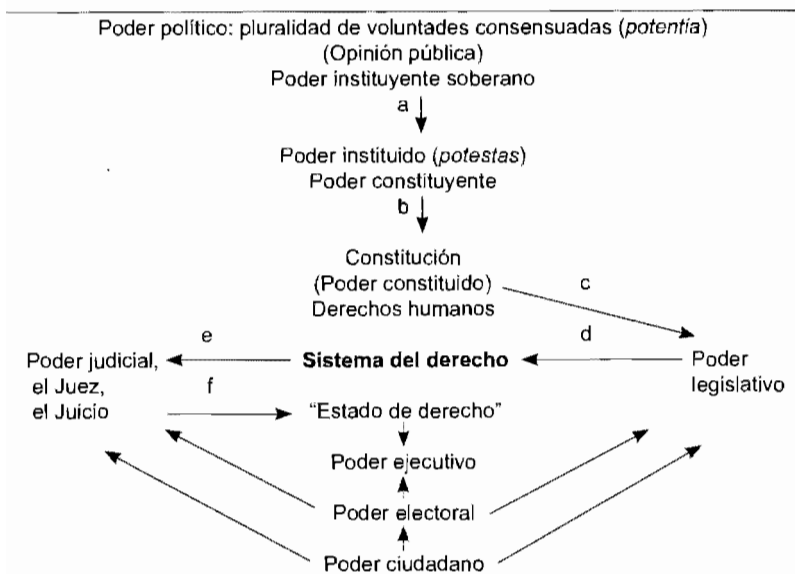 Poder político: pluralidad de voluntades consensuadas (potentia)
(Opinión pública)
Poder instituyente soberano
a
Poder instituido (potestas)
Poder constituyente
b
Constitución
(Poder constituido)
Derechos humanos
c
e
d
Poder judicial,
el Juez,
el Juicio
Sistema del derecho
Poder
legislativo
f
“Estado de derecho”
Poder ejecutivo
Poder electoral
Poder ciudadano